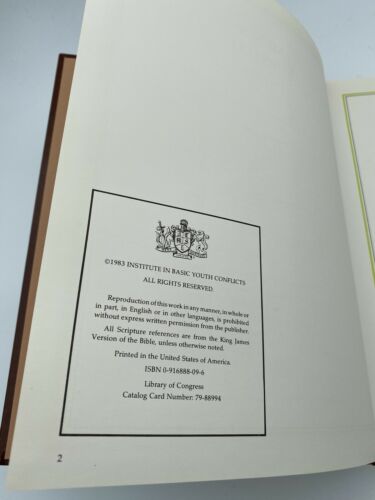 ©1983 INSTITUTE IN BASIC YOUTH CONFLICTS
ALL RIGHTS RESERVED.
Reproduction of this work in any manner, in whole or
in part, in English or in other languages, is prohibited
without express written permission from the publisher.
All Scripture references are from the King James
Version of the Bible, unless otherwise noted.
Printed in the United States of America.
ISBN 0-916888-09-6
Library of Congress
Catalog Card Number: 79-88994
2